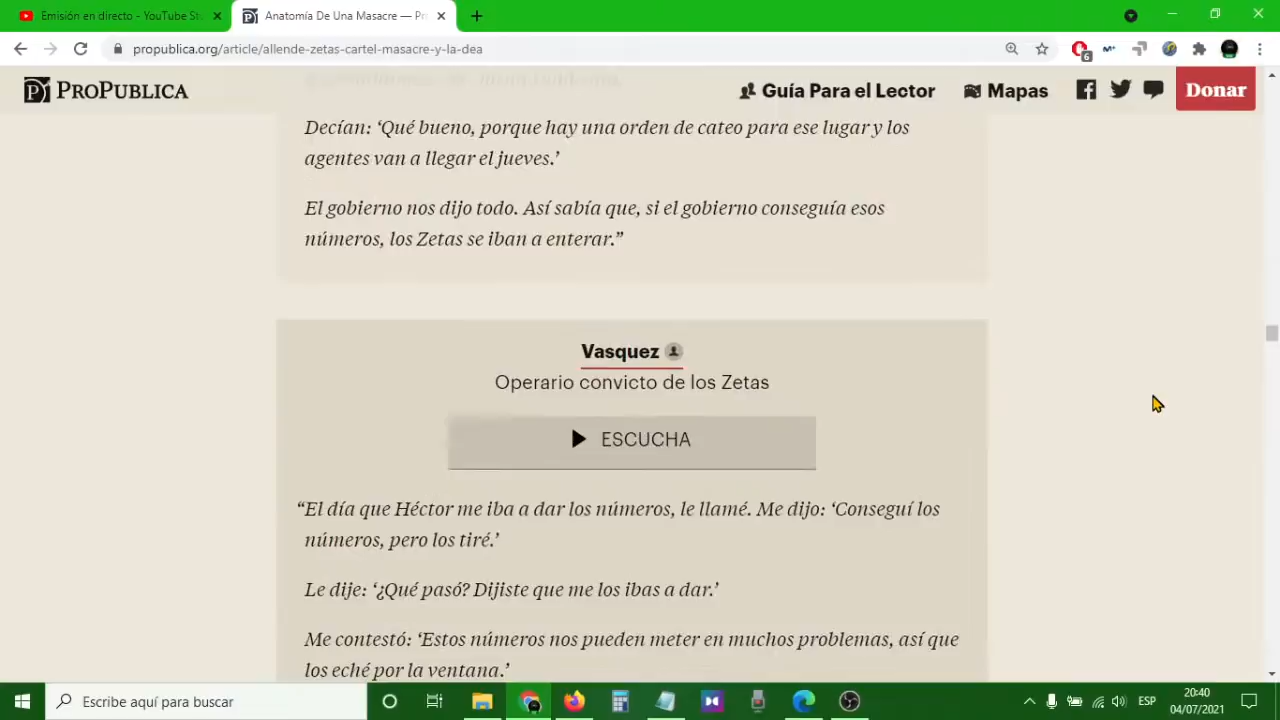 Emisión en directo - YouTube St
Anatomía De Una Masacre — Pr
propublica.org/article/allende-zetas-cartel-masacre-y-la-dea
6
PROPUBLICA
Guía Para el Lector
Mapas
Donar
Decían: ‘Qué bueno, porque hay una orden de cateo para ese lugar y los
agentes van a llegar el jueves.’
El gobierno nos dijo todo. Así sabía que, si el gobierno conseguía esos
números, los Zetas se iban a enterar.”
Vasquez
Operario convicto de los Zetas
ESCUCHA
“El día que Héctor me iba a dar los números, le llamé. Me dijo: ‘Conseguí los
números, pero los tiré.’
Le dije: ‘¿Qué pasó? Dijiste que me los ibas a dar.’
Me contestó: ‘Estos números nos pueden meter en muchos problemas, así que
los eché por la ventana.’
Escribe aquí para buscar
ESP
20:40
04/07/2021